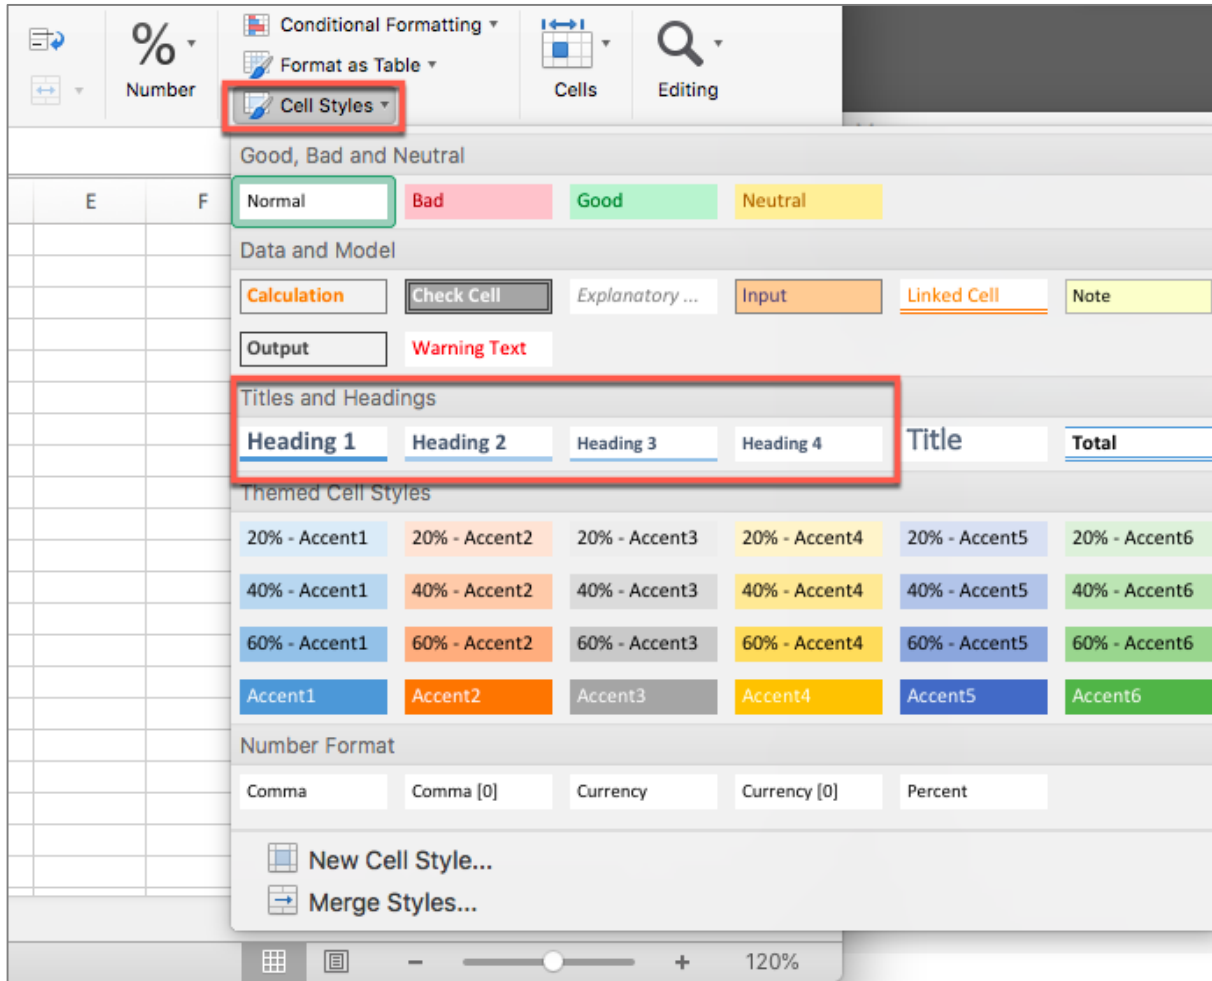 Conditional Formatting
Format as Table
Cell Styles
%
Number
Cells
Editing
Good, Bad and Neutral
E F
Normal Bad Good Neutral
Data and Model
Calculation Check Cell Explanatory ... Input Linked Cell Note
Output Warning Text
Titles and Headings
Heading 1 Heading 2 Heading 3 Heading 4 Title Total
Themed Cell Styles
20% - Accent1 20% - Accent2 20% - Accent3 20% - Accent4 20% - Accent5 20% - Accent6
40% - Accent1 40% - Accent2 40% - Accent3 40% - Accent4 40% - Accent5 40% - Accent6
60% - Accent1 60% - Accent2 60% - Accent3 60% - Accent4 60% - Accent5 60% - Accent6
Accent1 Accent2 Accent3 Accent4 Accent5 Accent6
Number Format
Comma Comma [0] Currency Currency [0] Percent
New Cell Style...
Merge Styles...
120%